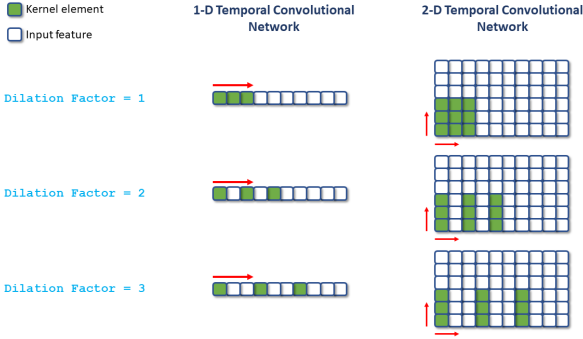 Kernel element
Input feature
1-D Temporal Convolutional
Network
2-D Temporal Convolutional
Network
Dilation Factor = 1
Dilation Factor = 2
Dilation Factor = 3